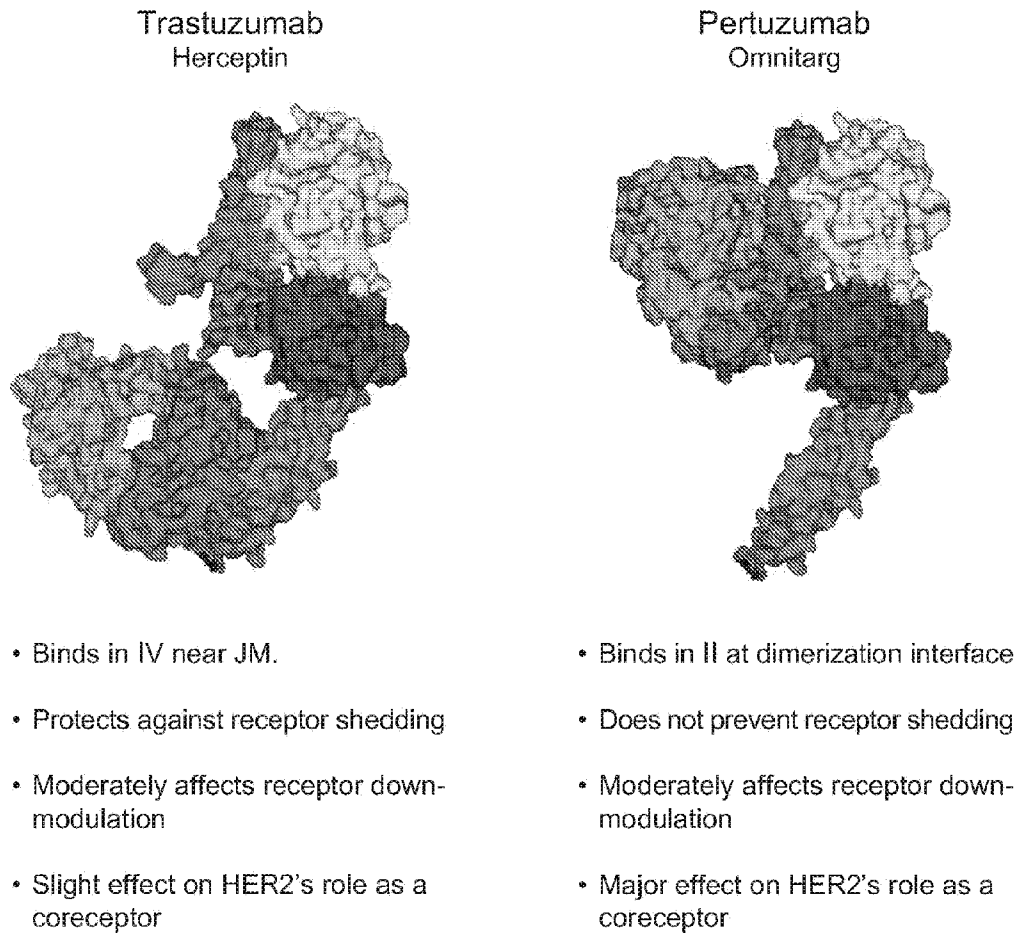 Trastuzumab
Herceptin
• Binds in IV near JM.
• Protects against receptor shedding
• Moderately affects receptor down-
modulation
• Slight effect on HER2's role as a
coreceptor
Pertuzumab
Omnitarg
• Binds in II at dimerization interface
• Does not prevent receptor shedding
• Moderately affects receptor down-
modulation
• Major effect on HER2's role as a
coreceptor